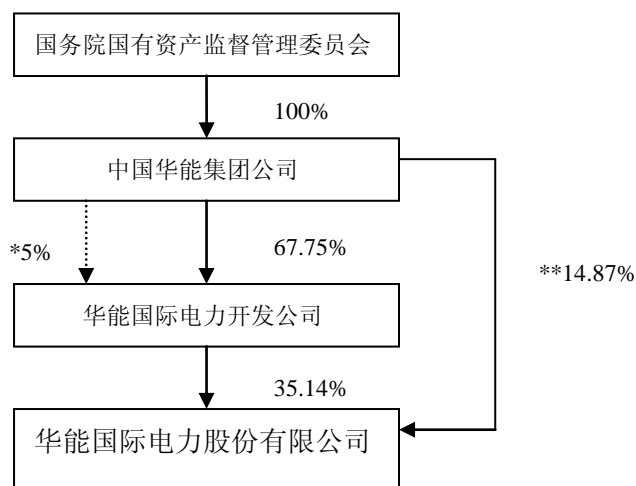 国务院国有资产监督管理委员会
100%
中国华能集团公司
*5%
67.75%
**14.87%
华能国际电力开发公司
35.14%
华能国际电力股份有限公司